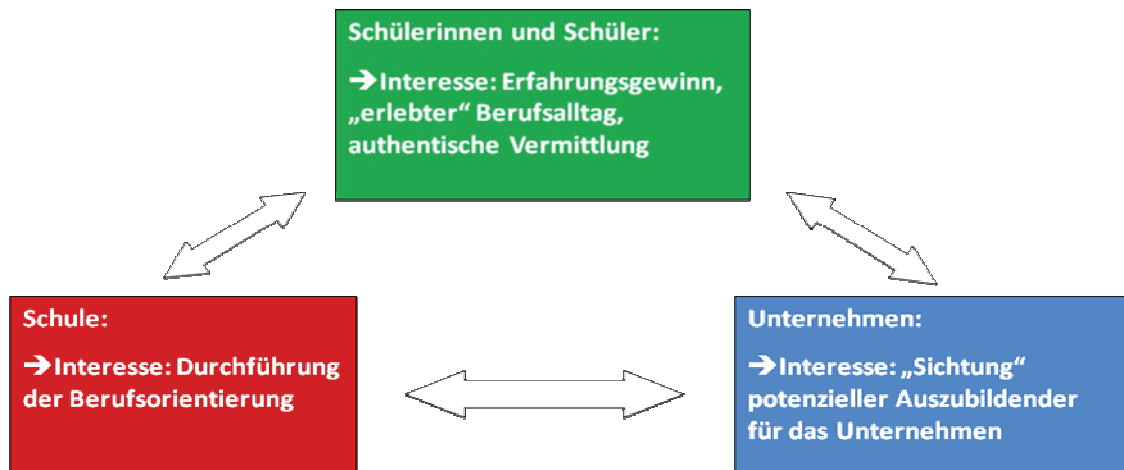 Schülerinnen und Schüler:
➔Interesse: Erfahrungsgewinn,
„erlebter“ Berufsalltag,
authentische Vermittlung
Schule:
➔Interesse: Durchführung
der Berufsorientierung
Unternehmen:
➔Interesse: „Sichtung“
potenzieller Auszubildender
für das Unternehmen